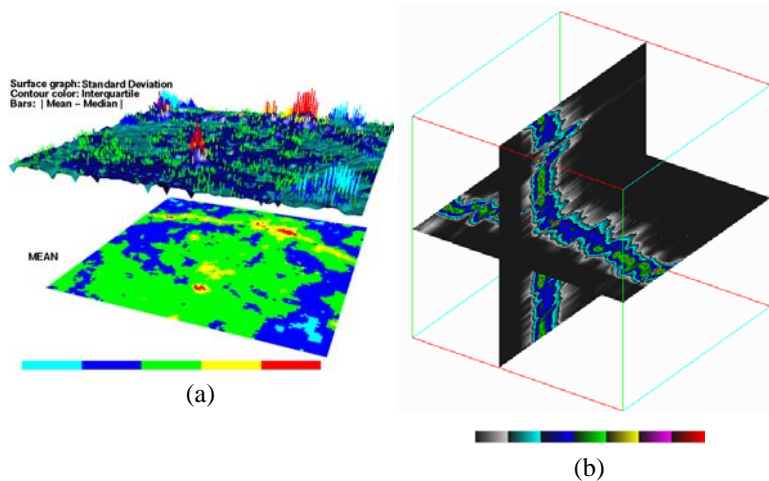 Surface graph: Standard Deviation
Contour color: Interquartile
Bars: | Mean – Median |
MEAN
(a)
(b)